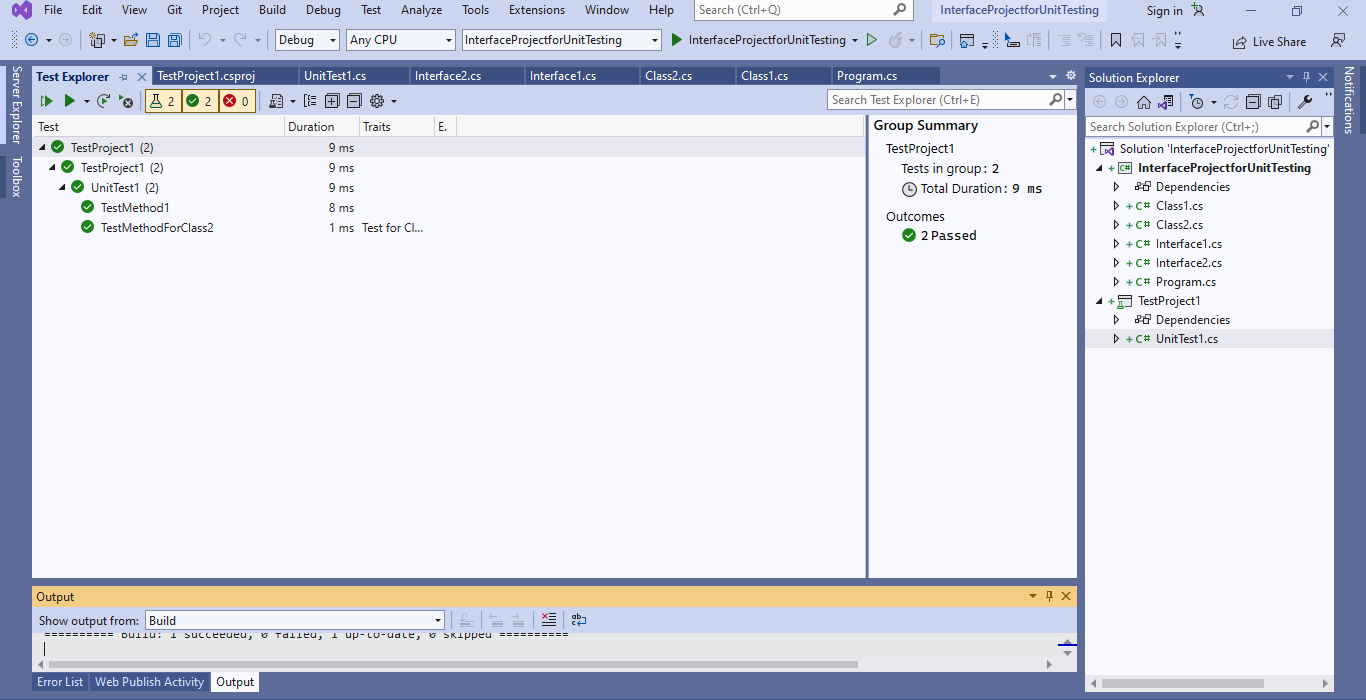 File Edit View Git Project Build Debug Test Analyze Tools Extensions Window Help Search (Ctrl+Q) InterfaceProjectforUnitTesting Sign in
Debug Any CPU InterfaceProjectforUnitTesting InterfaceProjectforUnitTesting Live Share
Server Explorer
Toolbox
Test Explorer TestProject1.csproj UnitTest1.cs Interface2.cs Interface1.cs Class2.cs Class1.cs Program.cs
2 2 0 Search Test Explorer (Ctrl+E)
Test Duration Traits E.
TestProject1 (2) 9 ms
TestProject1 (2) 9 ms
UnitTest1 (2) 9 ms
TestMethod1 8 ms
TestMethodForClass2 1 ms Test for Cl...
Group Summary
TestProject1
Tests in group: 2
Total Duration: 9 ms
Outcomes
2 Passed
Output
Show output from: Build
========== Build: 1 succeeded, 0 failed, 1 up-to-date, 0 skipped ==========
Error List Web Publish Activity Output
Solution Explorer
Search Solution Explorer (Ctrl+;)
Solution 'InterfaceProjectforUnitTesting'
C# InterfaceProjectforUnitTesting
Dependencies
C# Class1.cs
C# Class2.cs
C# Interface1.cs
C# Interface2.cs
C# Program.cs
TestProject1
Dependencies
C# UnitTest1.cs
Notifications